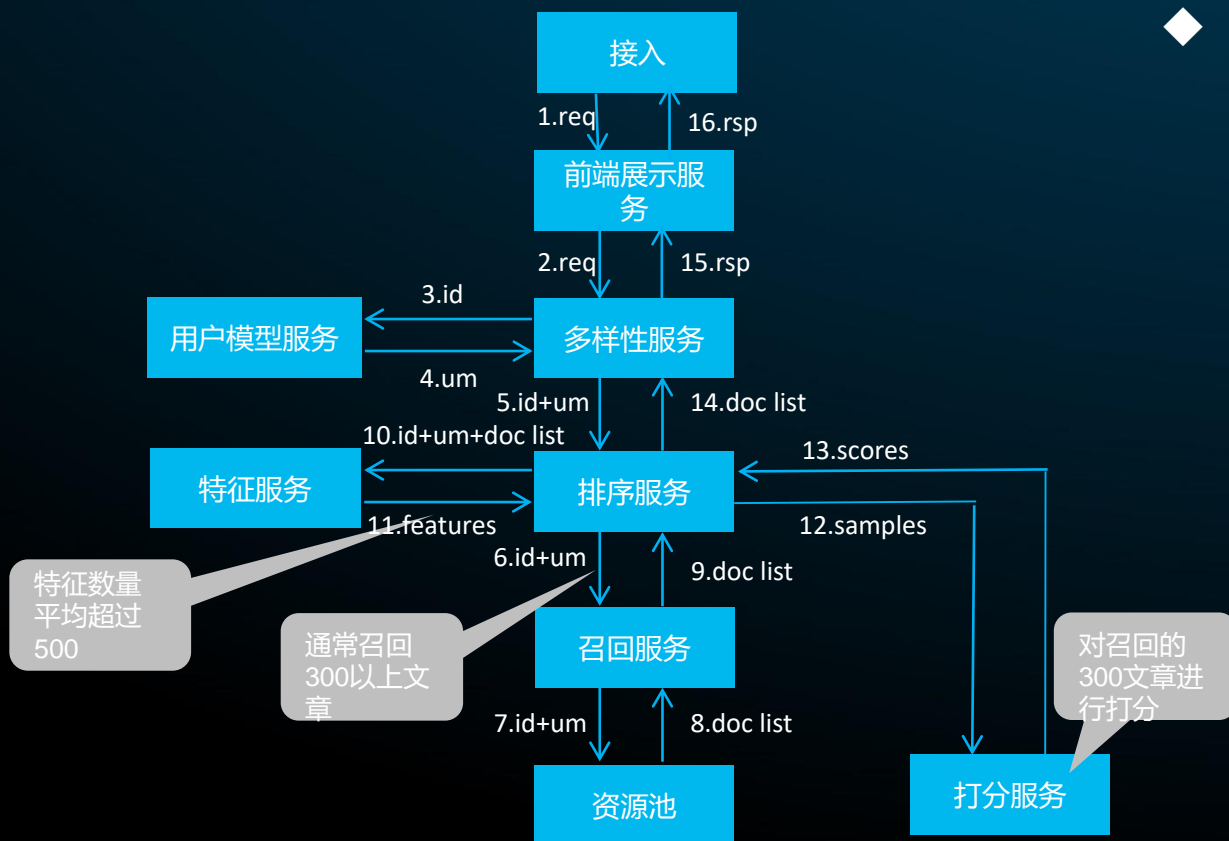 接入
1.req
16.rsp
前端展示服
务
2.req
15.rsp
3.id
用户模型服务
多样性服务
4.um
5.id+um
14.doc list
10.id+um+doc list
13.scores
特征服务
排序服务
11.features
12.samples
6.id+um
9.doc list
特征数量
平均超过
500
通常召回
300以上文
章
召回服务
对召回的
300文章进
行打分
7.id+um
8.doc list
资源池
打分服务